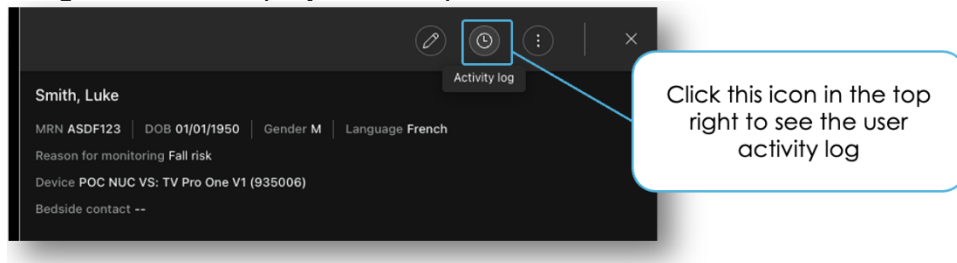 Activity log
Smith, Luke
MRN ASDF123 DOB 01/01/1950 Gender M Language French
Reason for monitoring Fall risk
Device POC NUC VS: TV Pro One V1 (935006)
Bedside contact --
Click this icon in the top
right to see the user
activity log